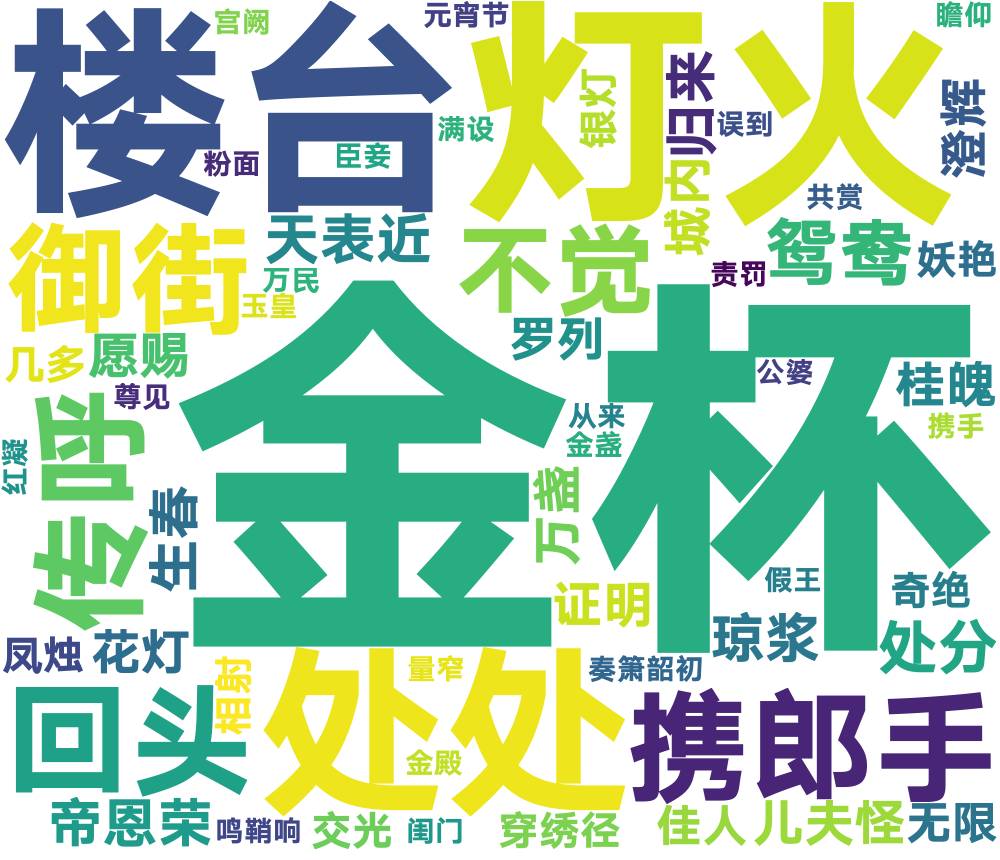 楼台
宫阙
元宵节
灯火
瞻仰
粉面
臣妾
满设
银灯
归来
误到
澄辉
城内
共赏
御街
天表近
万民
玉皇
不觉
责罚
鸳鸯
妖艳
几多
愿赐
尊见
罗列
公婆
桂魄
金杯
从来
金盏
携手
红凝
传呼
生春
万盏
证明
假王
奇绝
琼浆
处分
凤烛
花灯
相射
量窄
奏箫韶初
回头
处处
金殿
携郎手
帝恩荣
鸣鞘响
交光
闺门
穿绣径
佳人
儿夫怪
无限